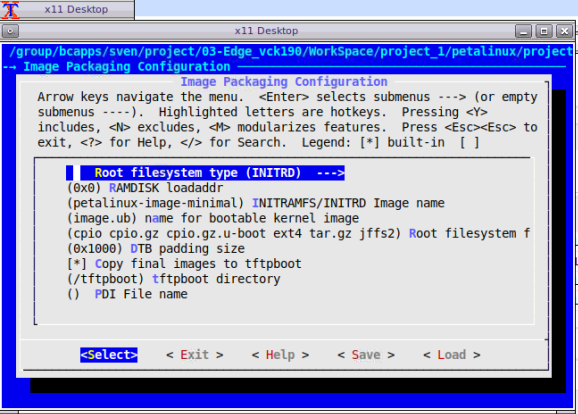 x11 Desktop
x11 Desktop
/group/bcapps/sven/project/03-Edge_vck190/WorkSpace/project_1/petalinux/project
→ Image Packaging Configuration
Image Packaging Configuration
Arrow keys navigate the menu.  <Enter> selects submenus ---> (or empty
submenus ----).  Highlighted letters are hotkeys.  Pressing <Y>
includes, <N> excludes, <M> modularizes features.  Press <Esc><Esc> to
exit, <?> for Help, </> for Search.  Legend: [*] built-in  [ ]
Root filesystem type (INITRD)  --->
(0x0) RAMDISK loadaddr
(petalinux-image-minimal) INITRAMFS/INITRD Image name
(image.ub) name for bootable kernel image
(cpio cpio.gz cpio.gz.u-boot ext4 tar.gz jffs2) Root filesystem f
(0x1000) DTB padding size
[*] Copy final images to tftpboot
(/tftpboot) tftpboot directory
()  PDI File name
<Select>    < Exit >    < Help >    < Save >    < Load >